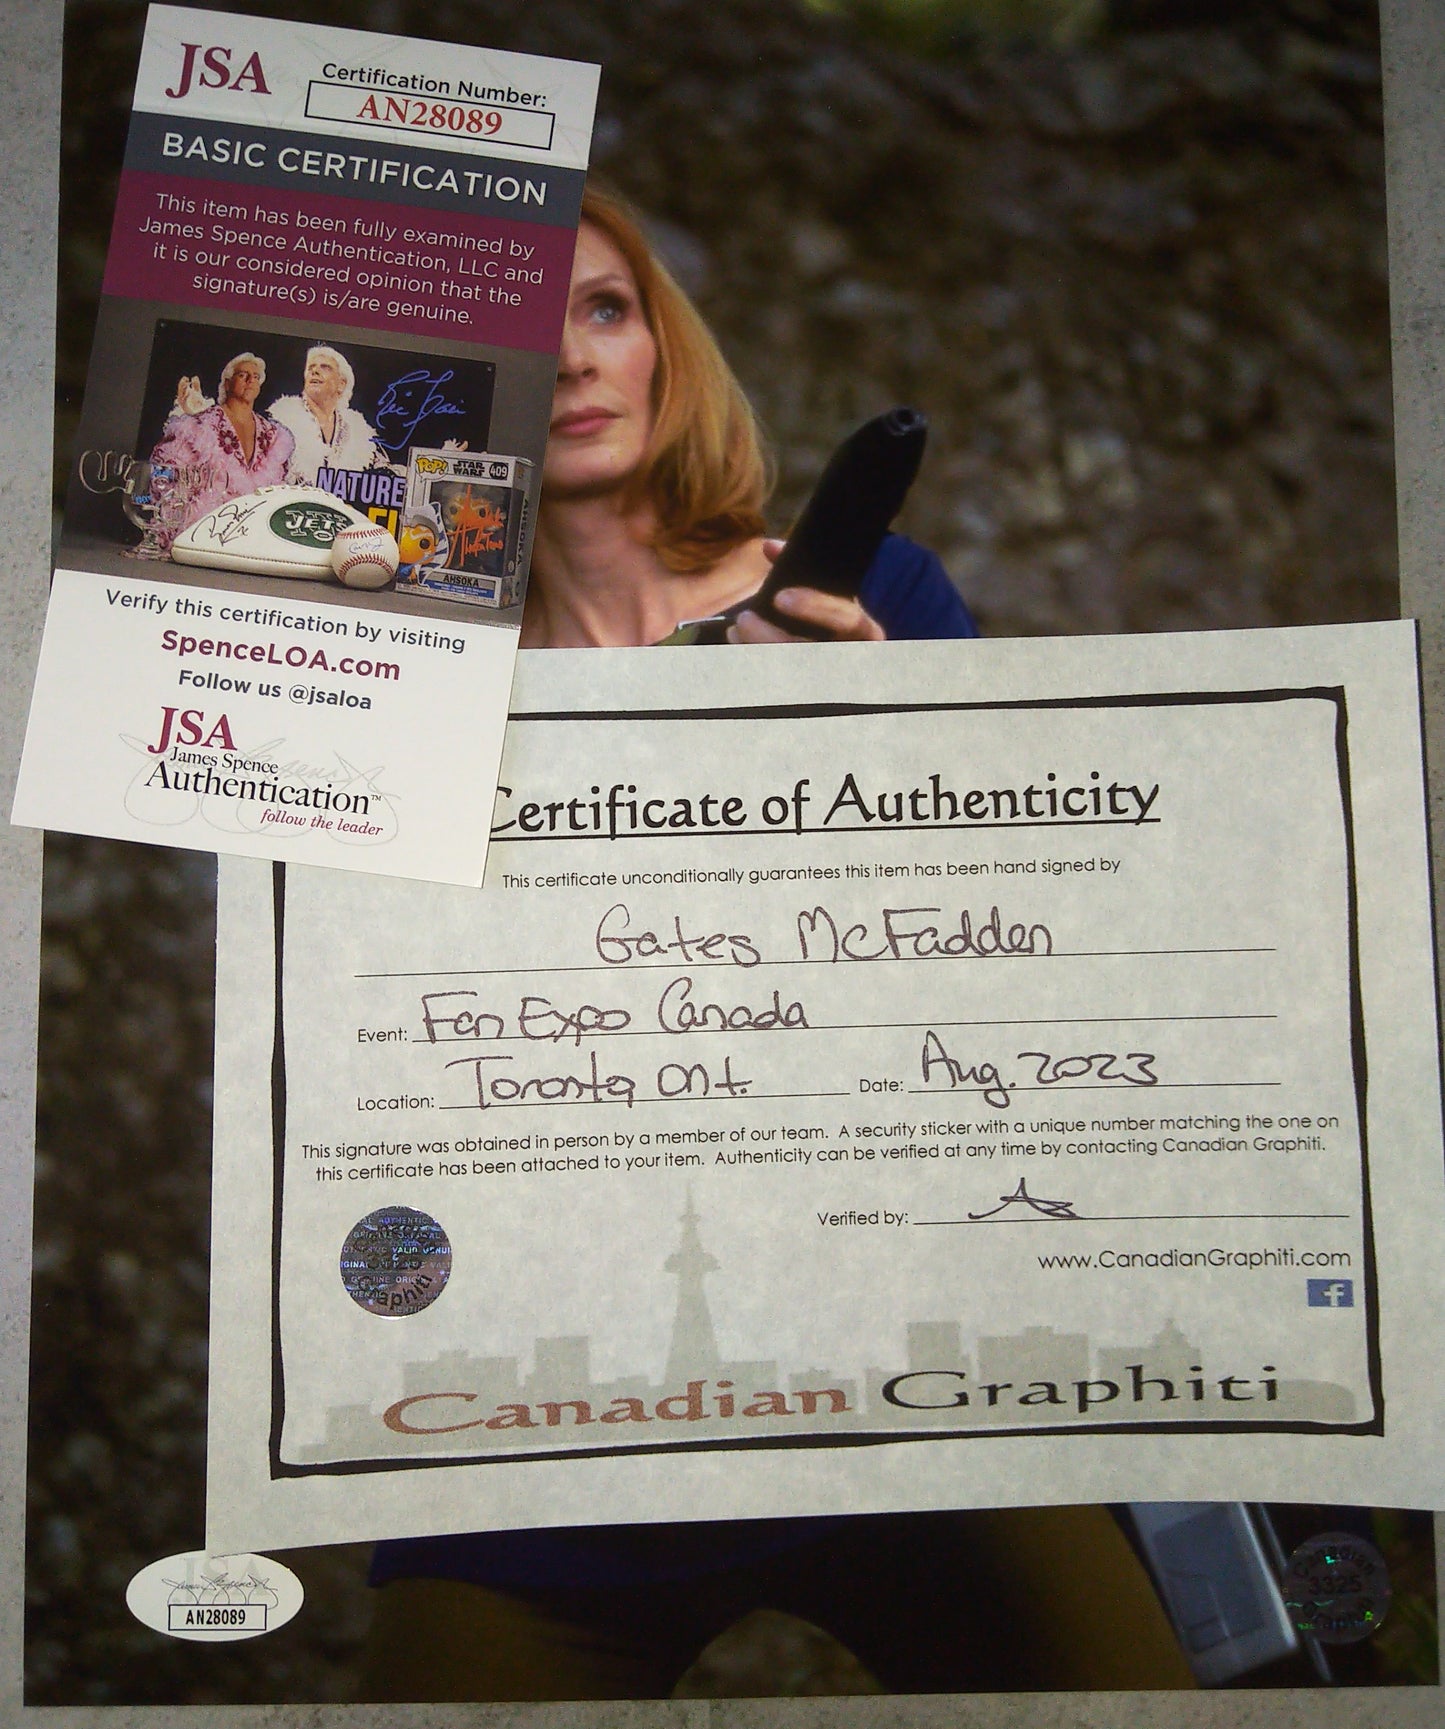 JSA
Certification Number:
AN28089
BASIC CERTIFICATION
This item has been fully examined by
James Spence Authentication, LLC and
it is our considered opinion that the
signature(s) is/are genuine.
NATURE
JETS
POP!
STAR WARS
409
AHSOKA
Verify this certification by visiting
SpenceLOA.com
Follow us @jsaloa
JSA
James Spence
Authentication™
follow the leader
Certificate of Authenticity
This certificate unconditionally guarantees this item has been hand signed by
Gates McFadden
Event: Fan Expo Canada
Location: Toronto Ont. Date: Aug. 2023
This signature was obtained in person by a member of our team. A security sticker with a unique number matching the one on
this certificate has been attached to your item. Authenticity can be verified at any time by contacting Canadian Graphiti.
Verified by:
www.CanadianGraphiti.com
f
Canadian Graphiti
JSA
AN28089
Canadian
3325
Graphiti